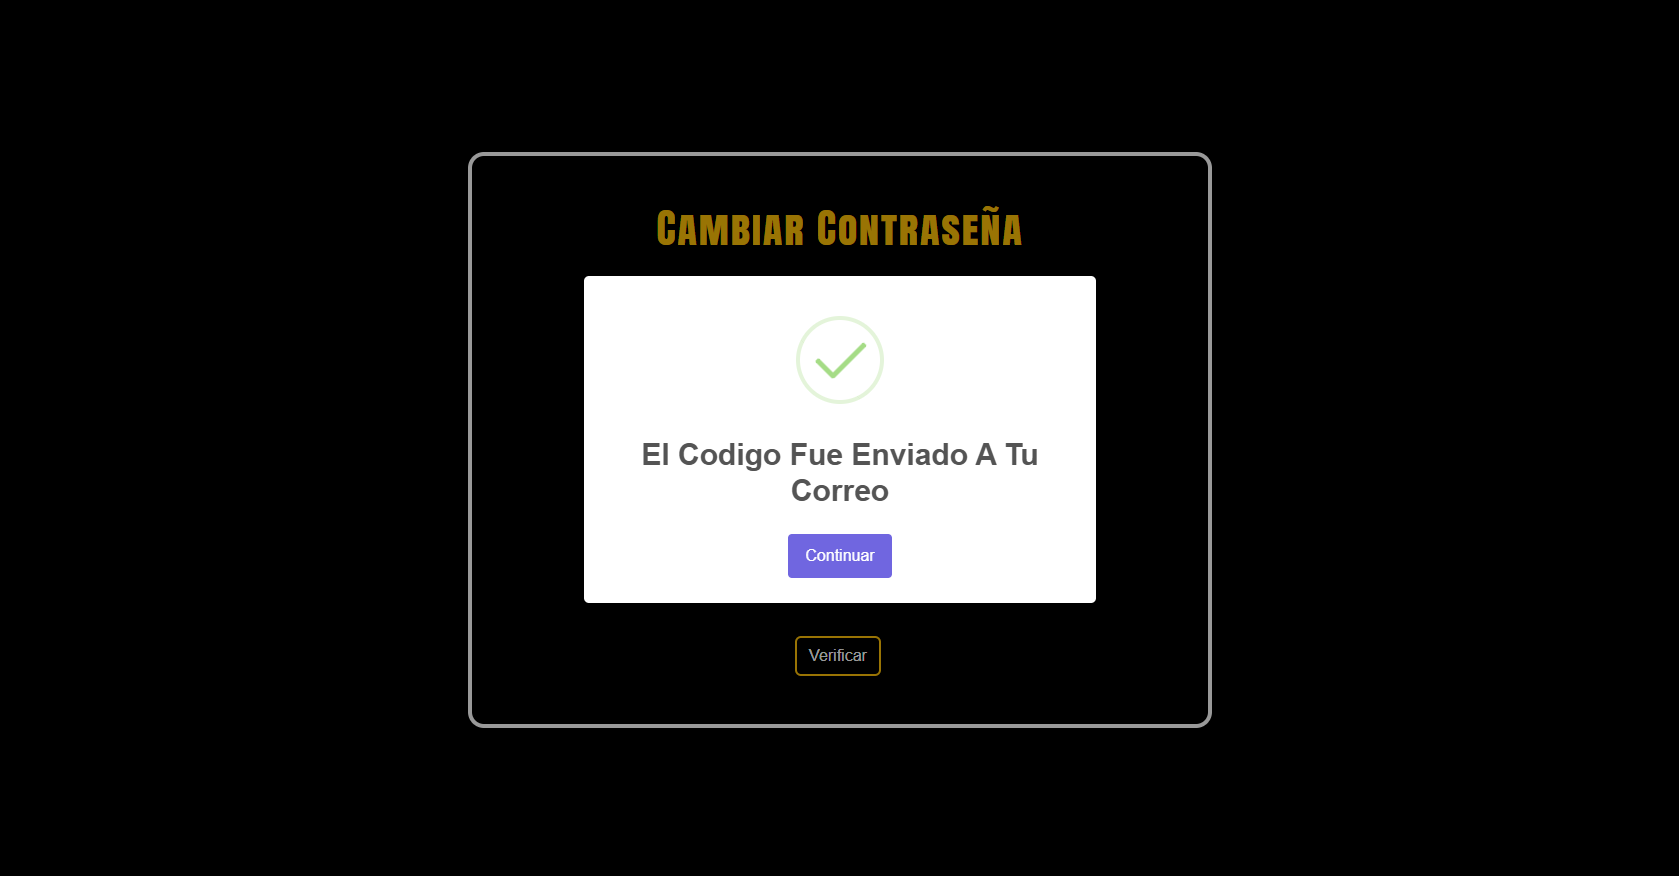 Cambiar Contraseña
El Codigo Fue Enviado A Tu
Correo
Continuar
Verificar